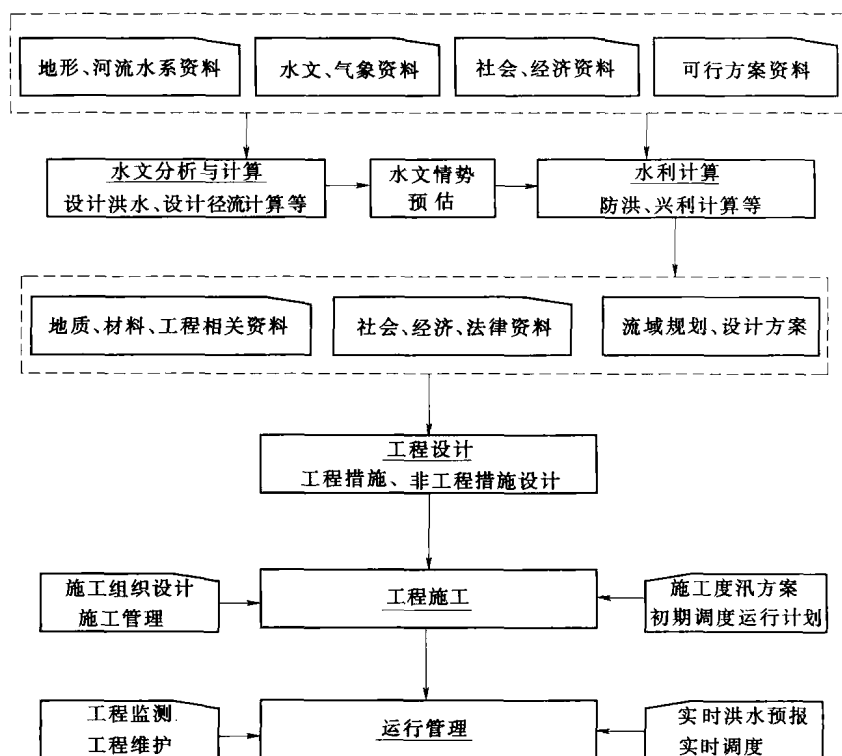 地形、河流水系资料
水文、气象资料
社会、经济资料
可行方案资料
水文分析与计算
设计洪水、设计径流计算等
水文情势
预估
水利计算
防洪、兴利计算等
地质、材料、工程相关资料
社会、经济、法律资料
流域规划、设计方案
工程设计
工程措施、非工程措施设计
施工组织设计
施工管理
工程施工
施工度汛方案
初期调度运行计划
工程监测
工程维护
运行管理
实时洪水预报
实时调度